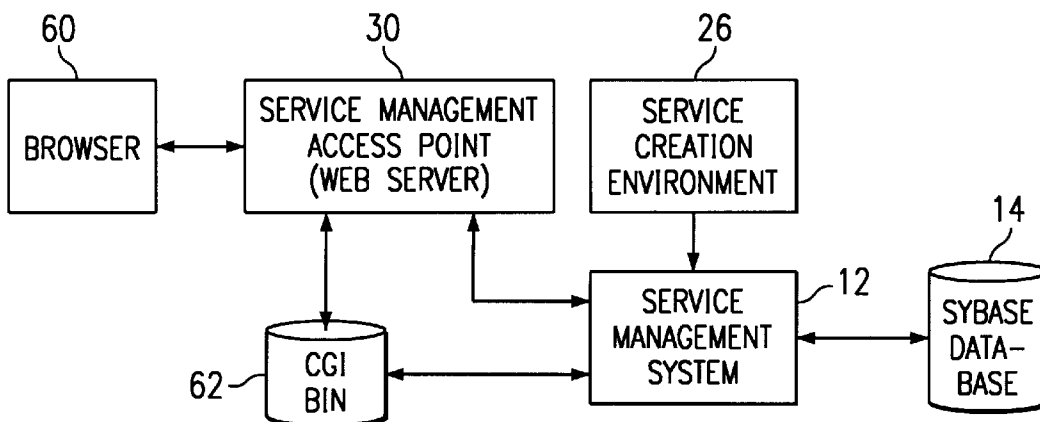 60
30
26
BROWSER
SERVICE MANAGEMENT
ACCESS POINT
(WEB SERVER)
SERVICE
CREATION
ENVIRONMENT
14
12
SERVICE
MANAGEMENT
SYSTEM
SYBASE
DATA-
BASE
62
CGI
BIN